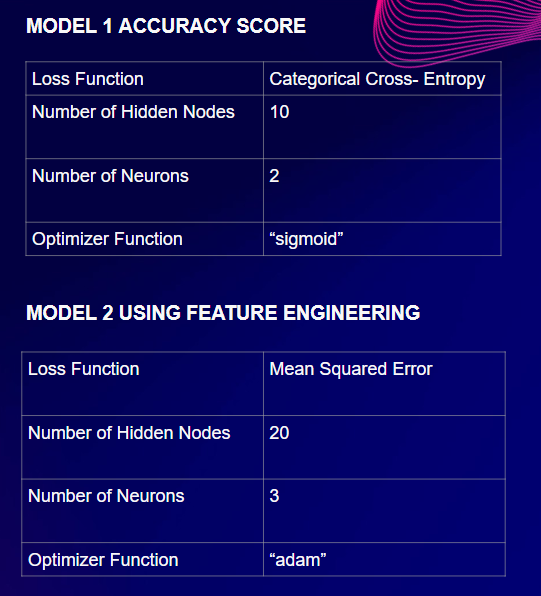 MODEL 1 ACCURACY SCORE
Loss Function Categorical Cross- Entropy
Number of Hidden Nodes 10
Number of Neurons 2
Optimizer Function “sigmoid”
MODEL 2 USING FEATURE ENGINEERING
Loss Function Mean Squared Error
Number of Hidden Nodes 20
Number of Neurons 3
Optimizer Function “adam”